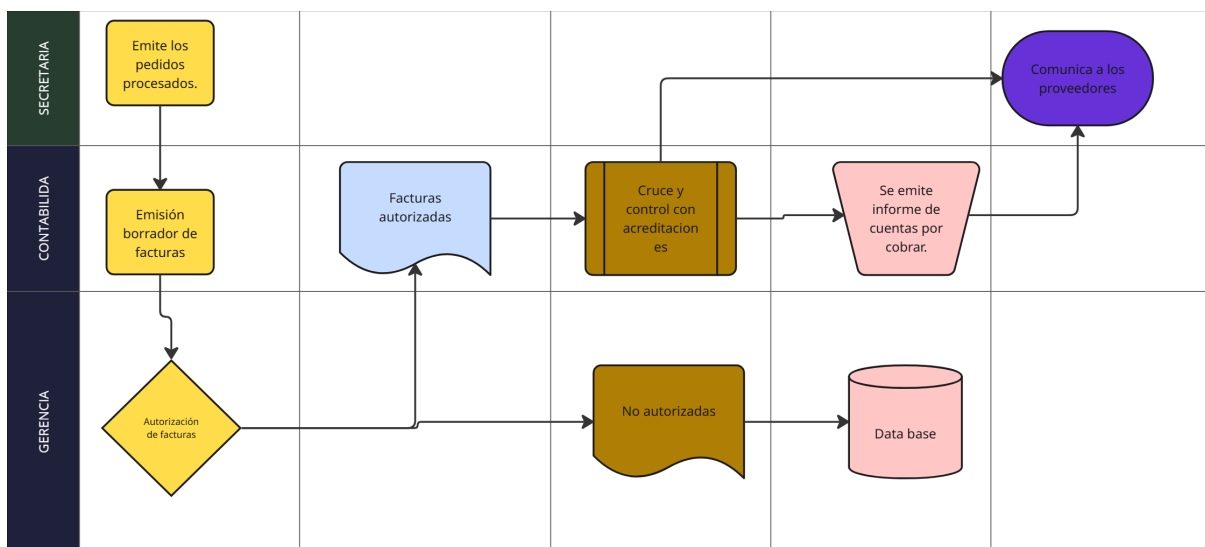 SECRETARIA
Emite los
pedidos
procesados.
Comunica a los
proveedores
CONTABILIDA
Emisión
borrador de
facturas
Facturas
autorizadas
Cruce y
control con
acreditacion
es
Se emite
informe de
cuentas por
cobrar.
GERENCIA
Autorización
de facturas
No autorizadas
Data base